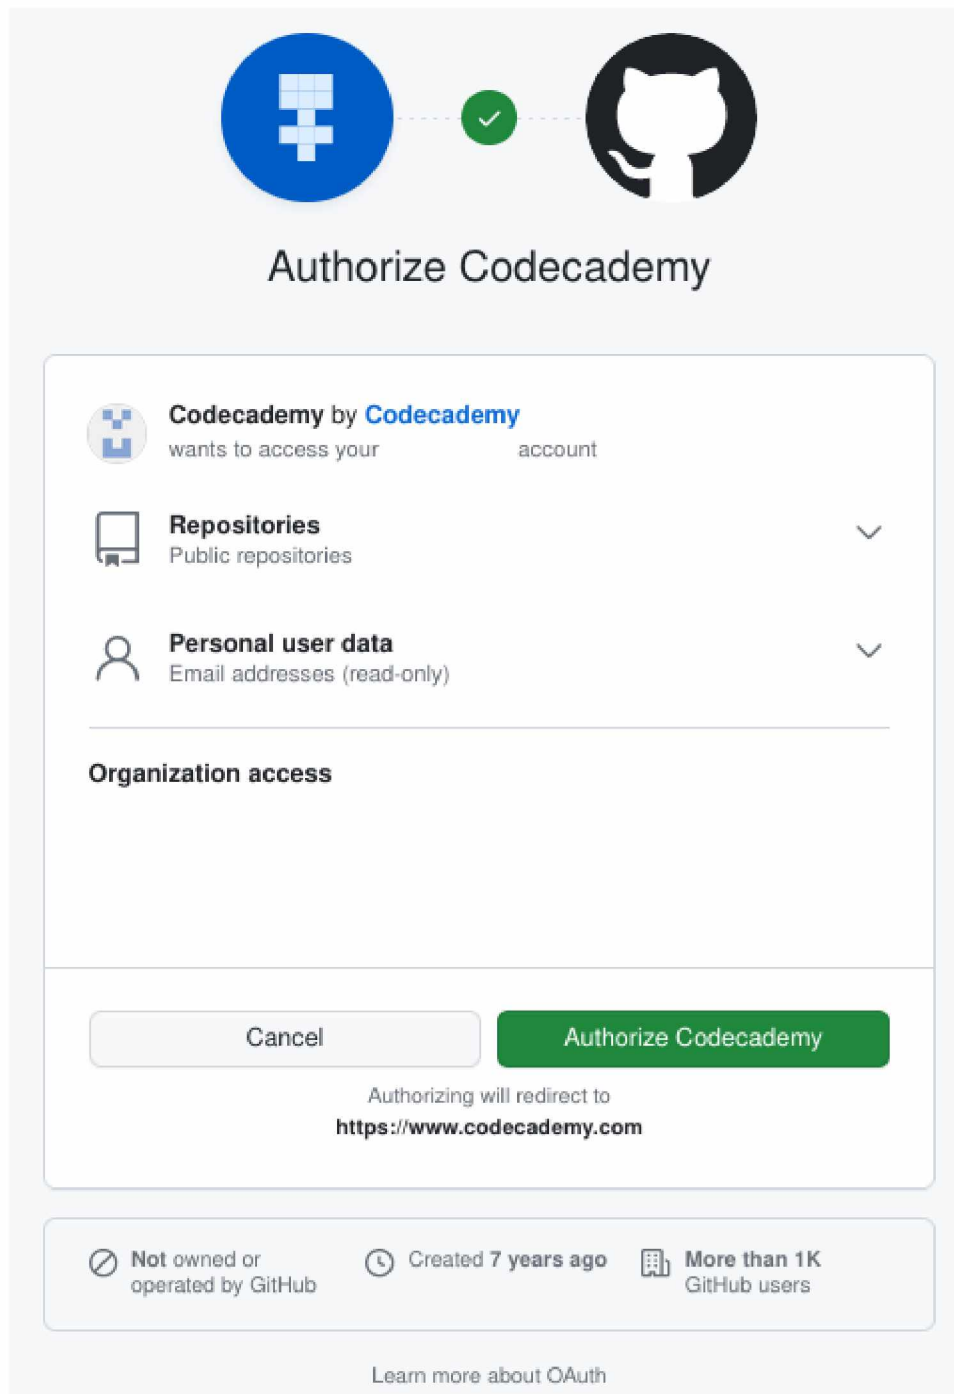 Authorize Codecademy
Codecademy by Codecademy
wants to access your account
Repositories
Public repositories
Personal user data
Email addresses (read-only)
Organization access
Cancel
Authorize Codecademy
Authorizing will redirect to
https://www.codecademy.com
Not owned or
operated by GitHub
Created 7 years ago
More than 1K
GitHub users
Learn more about OAuth